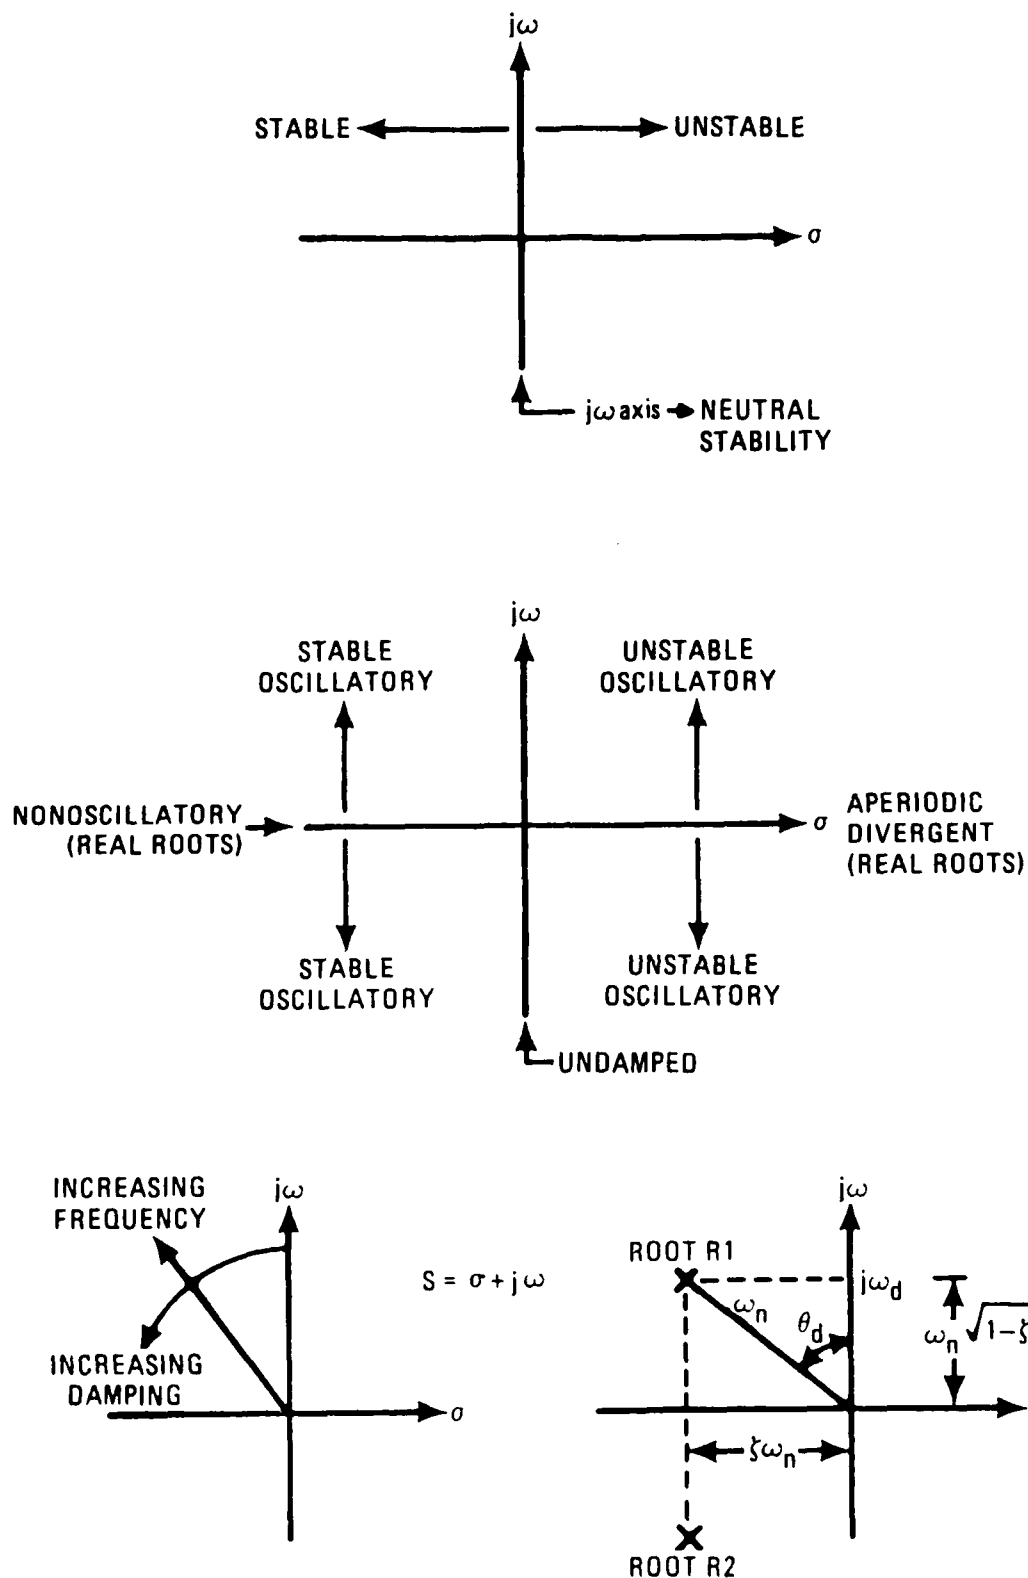 jω
STABLE
UNSTABLE
σ
jω axis
NEUTRAL
STABILITY
jω
STABLE
OSCILLATORY
UNSTABLE
OSCILLATORY
NONOSCILLATORY
(REAL ROOTS)
σ
APERIODIC
DIVERGENT
(REAL ROOTS)
STABLE
OSCILLATORY
UNSTABLE
OSCILLATORY
UNDAMPED
INCREASING
FREQUENCY
jω
S = σ + jω
INCREASING
DAMPING
σ
jω
ROOT R1
jω_d
ω_n
θ_d
ω_n √1-ζ
ζω_n
ROOT R2